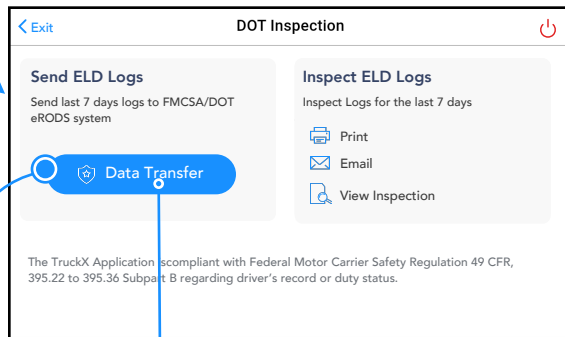 Exit
DOT Inspection
Send ELD Logs
Send last 7 days logs to FMCSA/DOT
eRODS system
Data Transfer
Inspect ELD Logs
Inspect Logs for the last 7 days
Print
Email
View Inspection
The TruckX Application iscompliant with Federal Motor Carrier Safety Regulation 49 CFR,
395.22 to 395.36 Subpart B regarding driver's record or duty status.